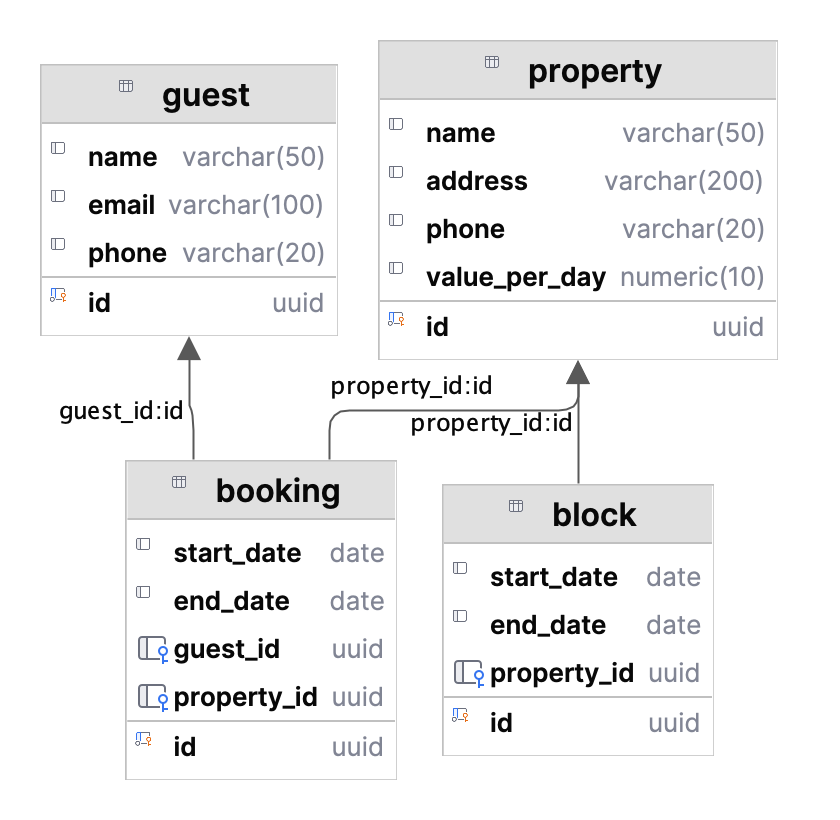 guest
name varchar(50)
email varchar(100)
phone varchar(20)
id uuid
property
name varchar(50)
address varchar(200)
phone varchar(20)
value_per_day numeric(10)
id uuid
guest_id:id
property_id:id
property_id:id
booking
start_date date
end_date date
guest_id uuid
property_id uuid
id uuid
block
start_date date
end_date date
property_id uuid
id uuid